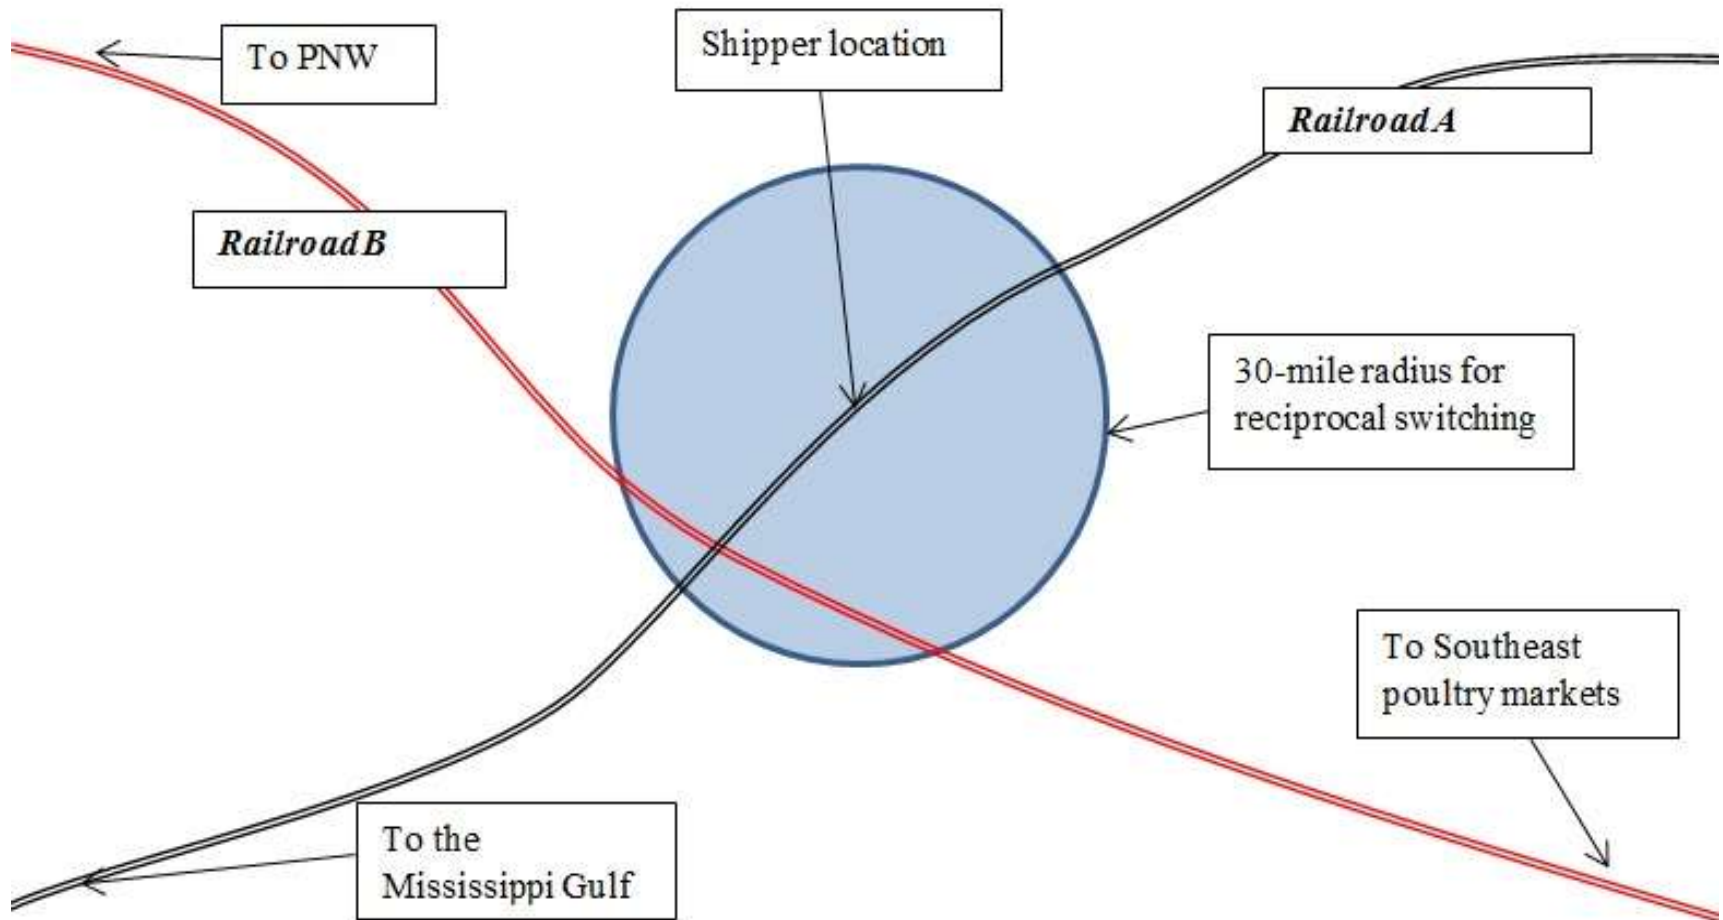 To PNW
Shipper location
Railroad A
Railroad B
30-mile radius for
reciprocal switching
To Southeast
poultry markets
To the
Mississippi Gulf